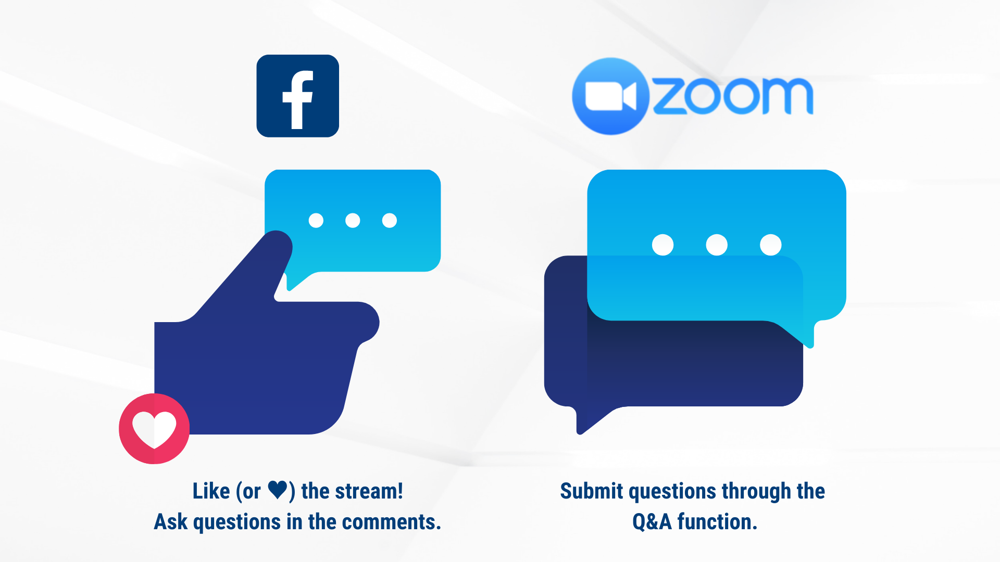 zoom
Like (or ♥) the stream!
Ask questions in the comments.
Submit questions through the
Q&A function.